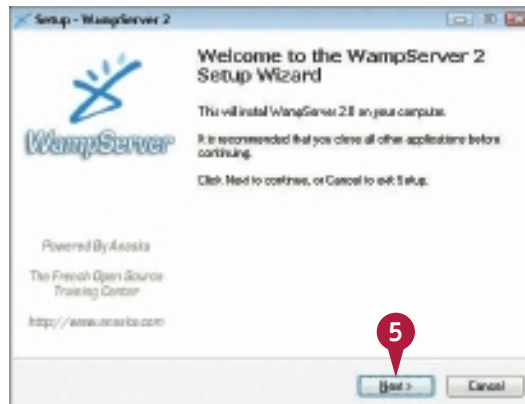 Setup - WampServer 2
Welcome to the WampServer 2
Setup Wizard
This will install WampServer 2.0 on your computer.
It is recommended that you close all other applications before
continuing.
Click Next to continue, or Cancel to exit Setup.
WampServer
Powered By Anaska
The French Open Source
Training Center
http://www.anaska.com
5
Next >
Cancel